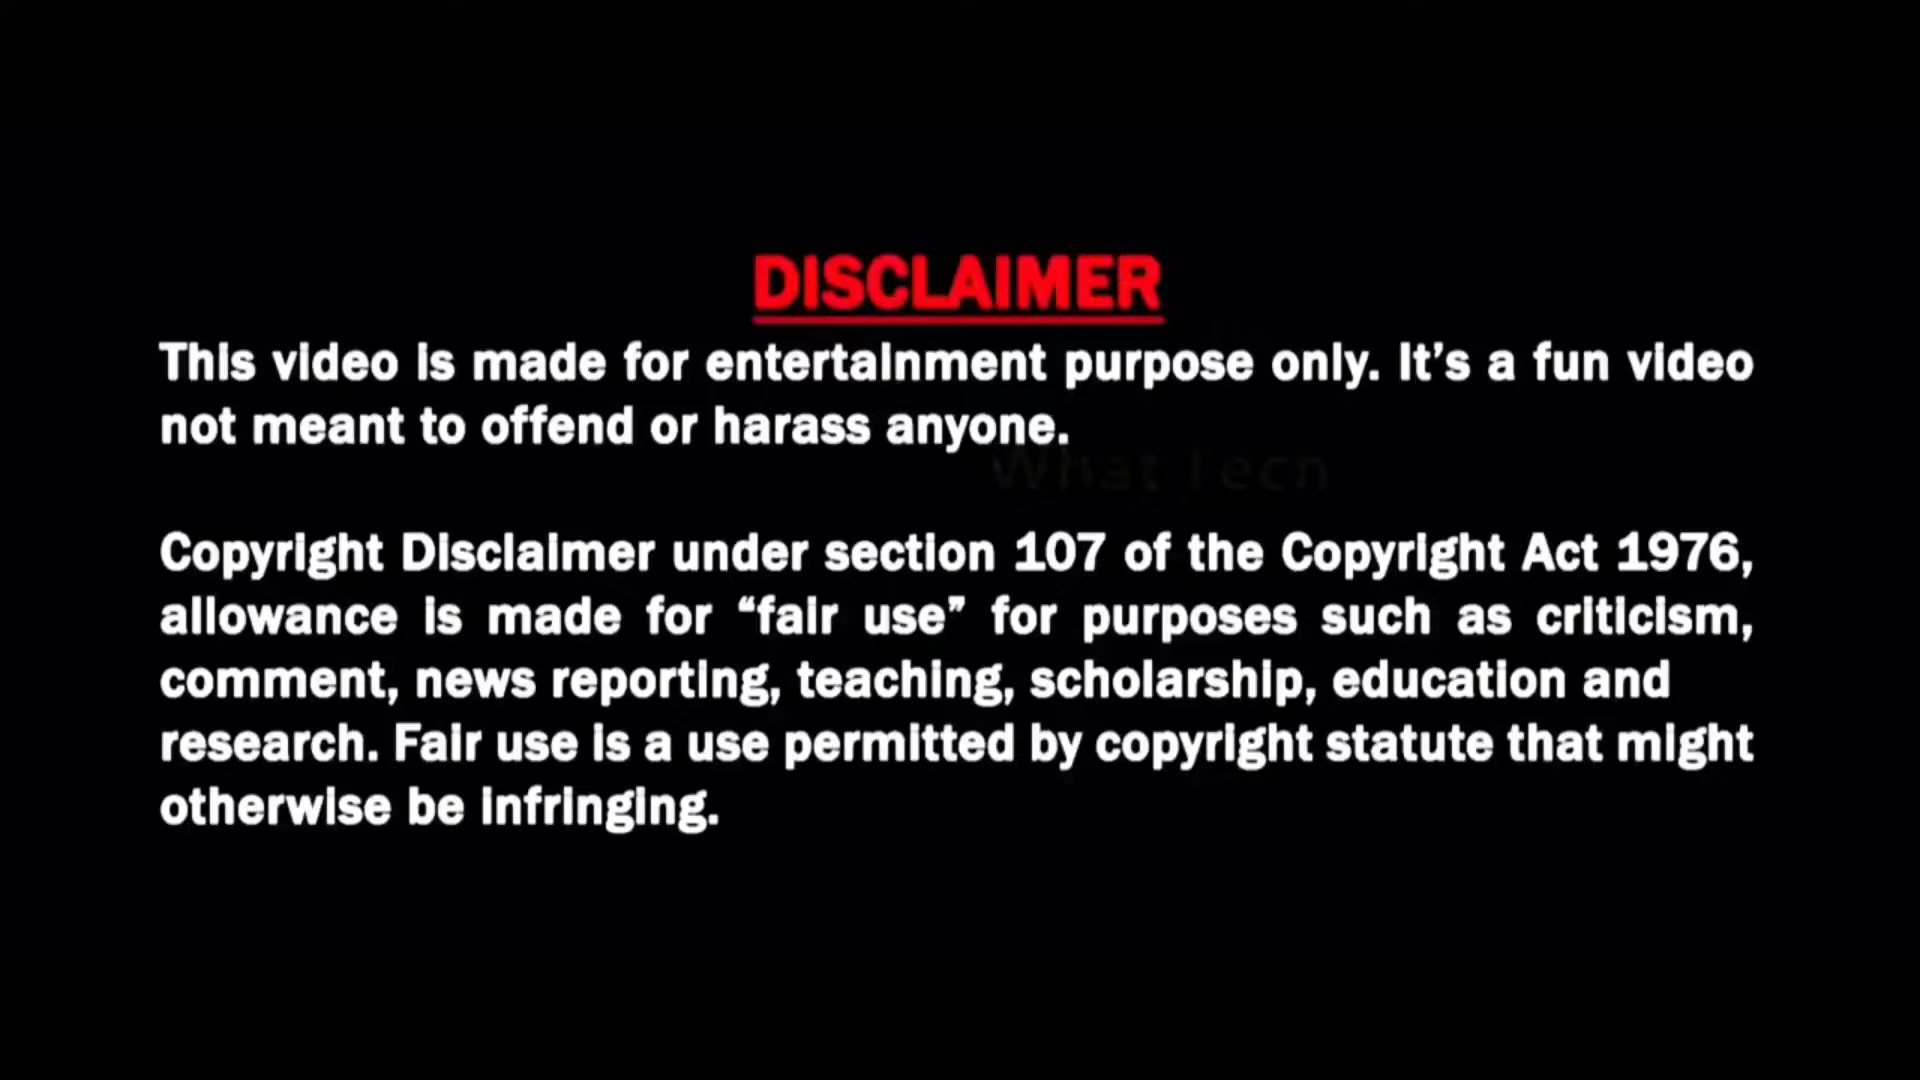 DISCLAIMER
This video is made for entertainment purpose only. It’s a fun video
not meant to offend or harass anyone.
What Tech
Copyright Disclaimer under section 107 of the Copyright Act 1976,
allowance is made for “fair use” for purposes such as criticism,
comment, news reporting, teaching, scholarship, education and
research. Fair use is a use permitted by copyright statute that might
otherwise be infringing.